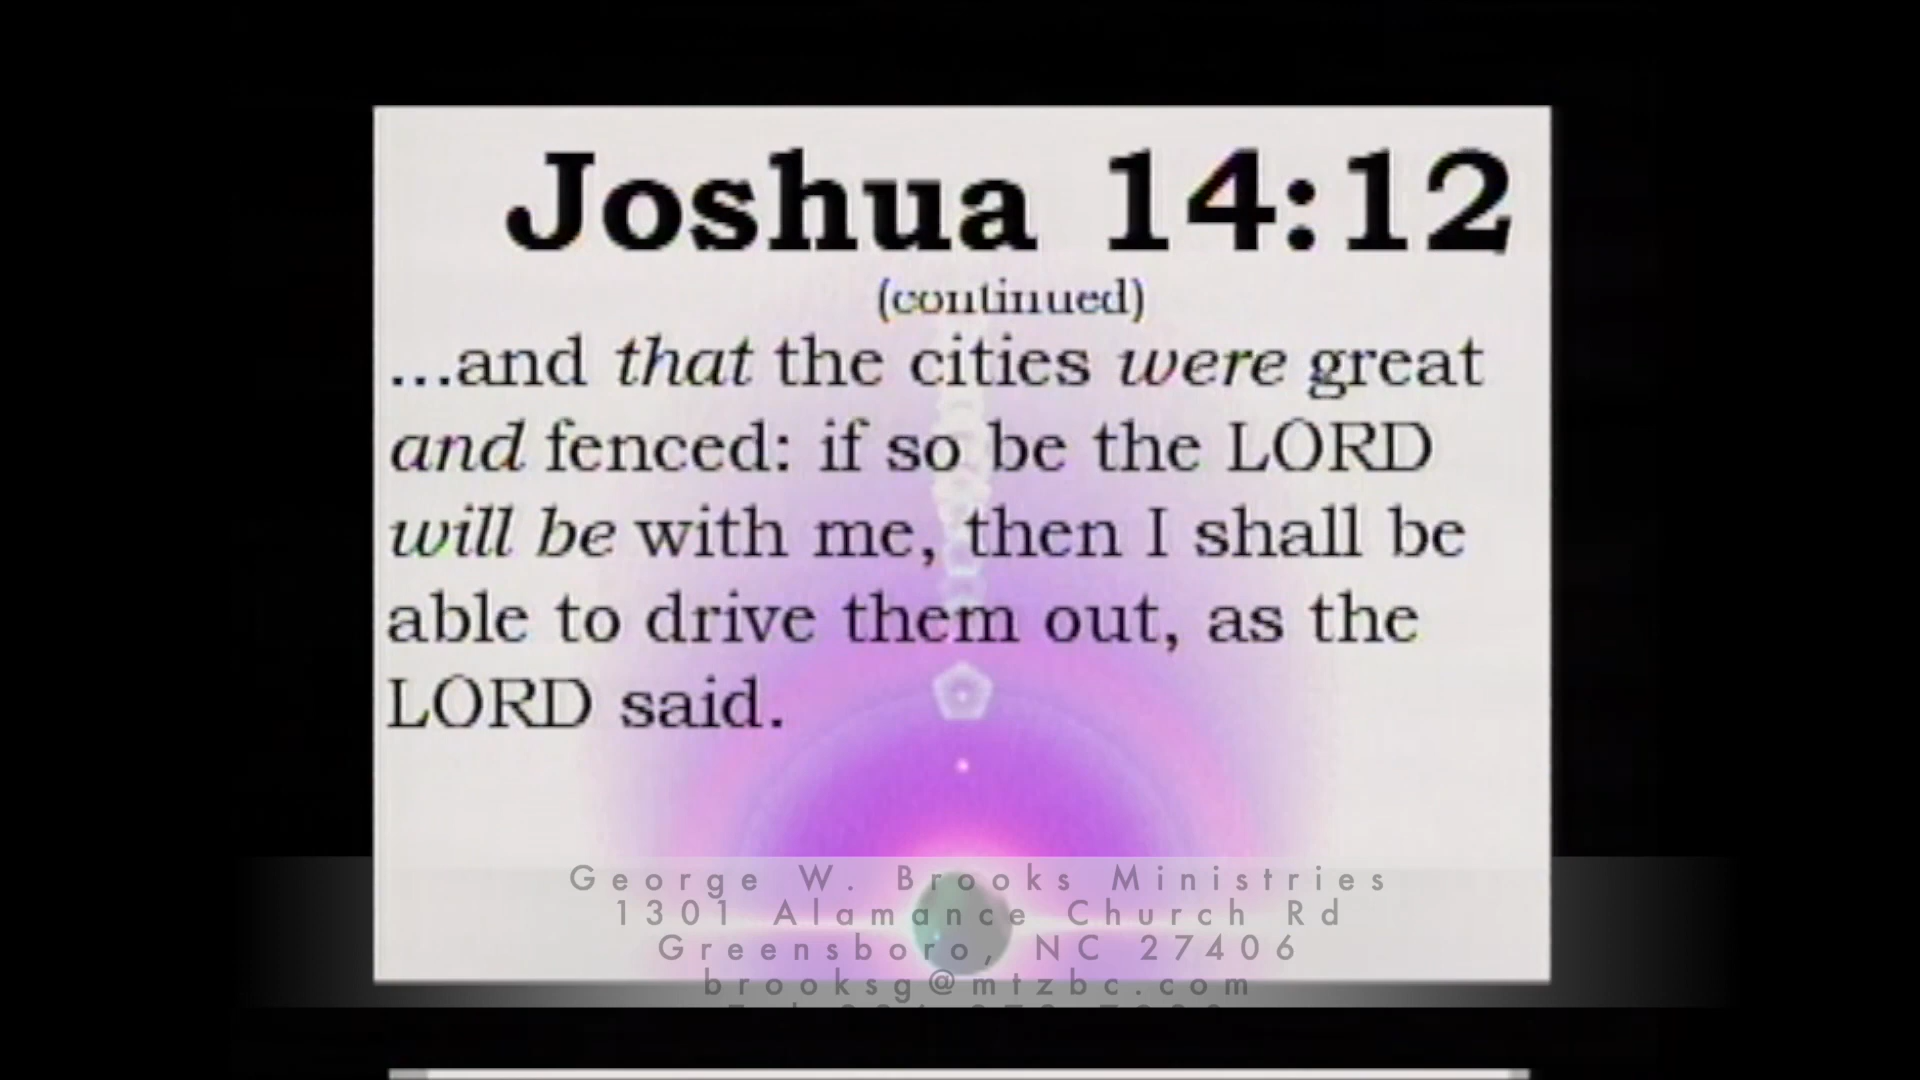 Joshua 14:12
(continued)
...and that the cities were great
and fenced: if so be the LORD
will be with me, then I shall be
able to drive them out, as the
LORD said.
George W. Brooks Ministries
1301 Alamance Church Rd
Greensboro, NC 27406
brooksg@mtzbc.com